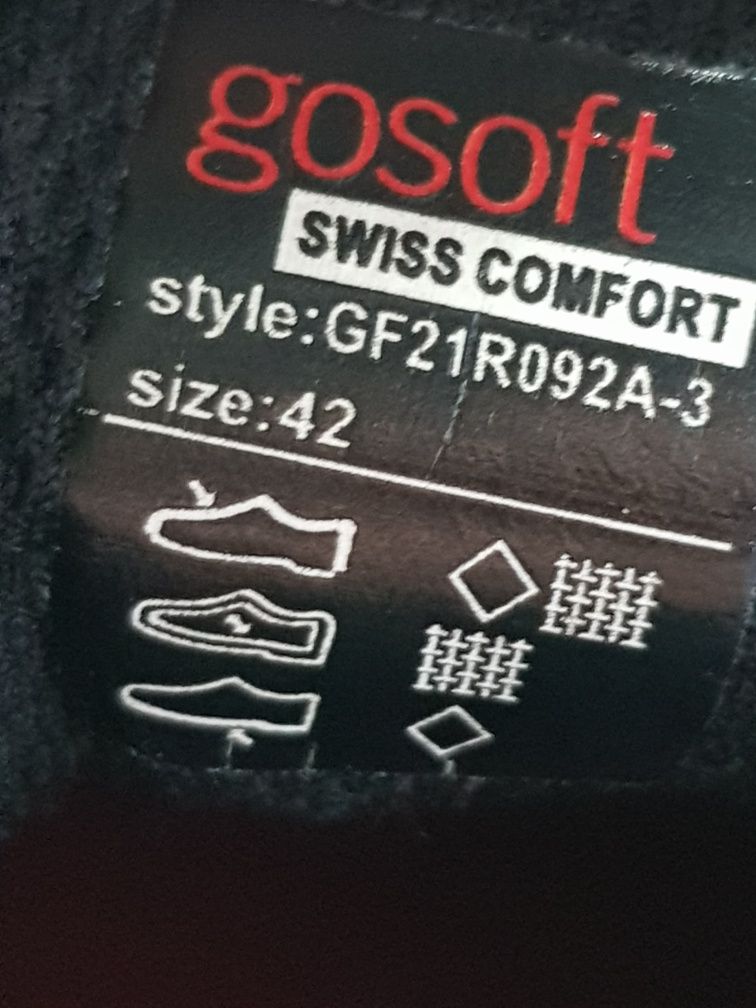 gosoft
SWISS COMFORT
style:GF21R092A-3
size:42